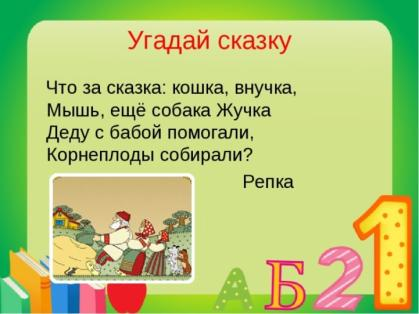 Угадай сказку
Что за сказка: кошка, внучка,
Мышь, ещё собака Жучка
Деду с бабой помогали,
Корнеплоды собирали?
Репка
А Б 2 1